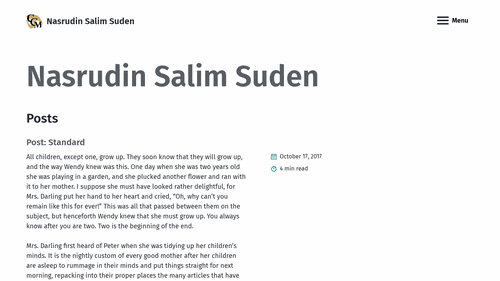 Nasrudin Salim Suden
Menu
Nasrudin Salim Suden
Posts
Post: Standard
All children, except one, grow up. They soon know that they will grow up,
and the way Wendy knew was this. One day when she was two years old
she was playing in a garden, and she plucked another flower and ran with
it to her mother. I suppose she must have looked rather delightful, for
Mrs. Darling put her hand to her heart and cried, “Oh, why can’t you
remain like this for ever!” This was all that passed between them on the
subject, but henceforth Wendy knew that she must grow up. You always
know after you are two. Two is the beginning of the end.
October 17, 2017
4 min read
Mrs. Darling first heard of Peter when she was tidying up her children’s
minds. It is the nightly custom of every good mother after her children
are asleep to rummage in their minds and put things straight for next
morning, repacking into their proper places the many articles that have